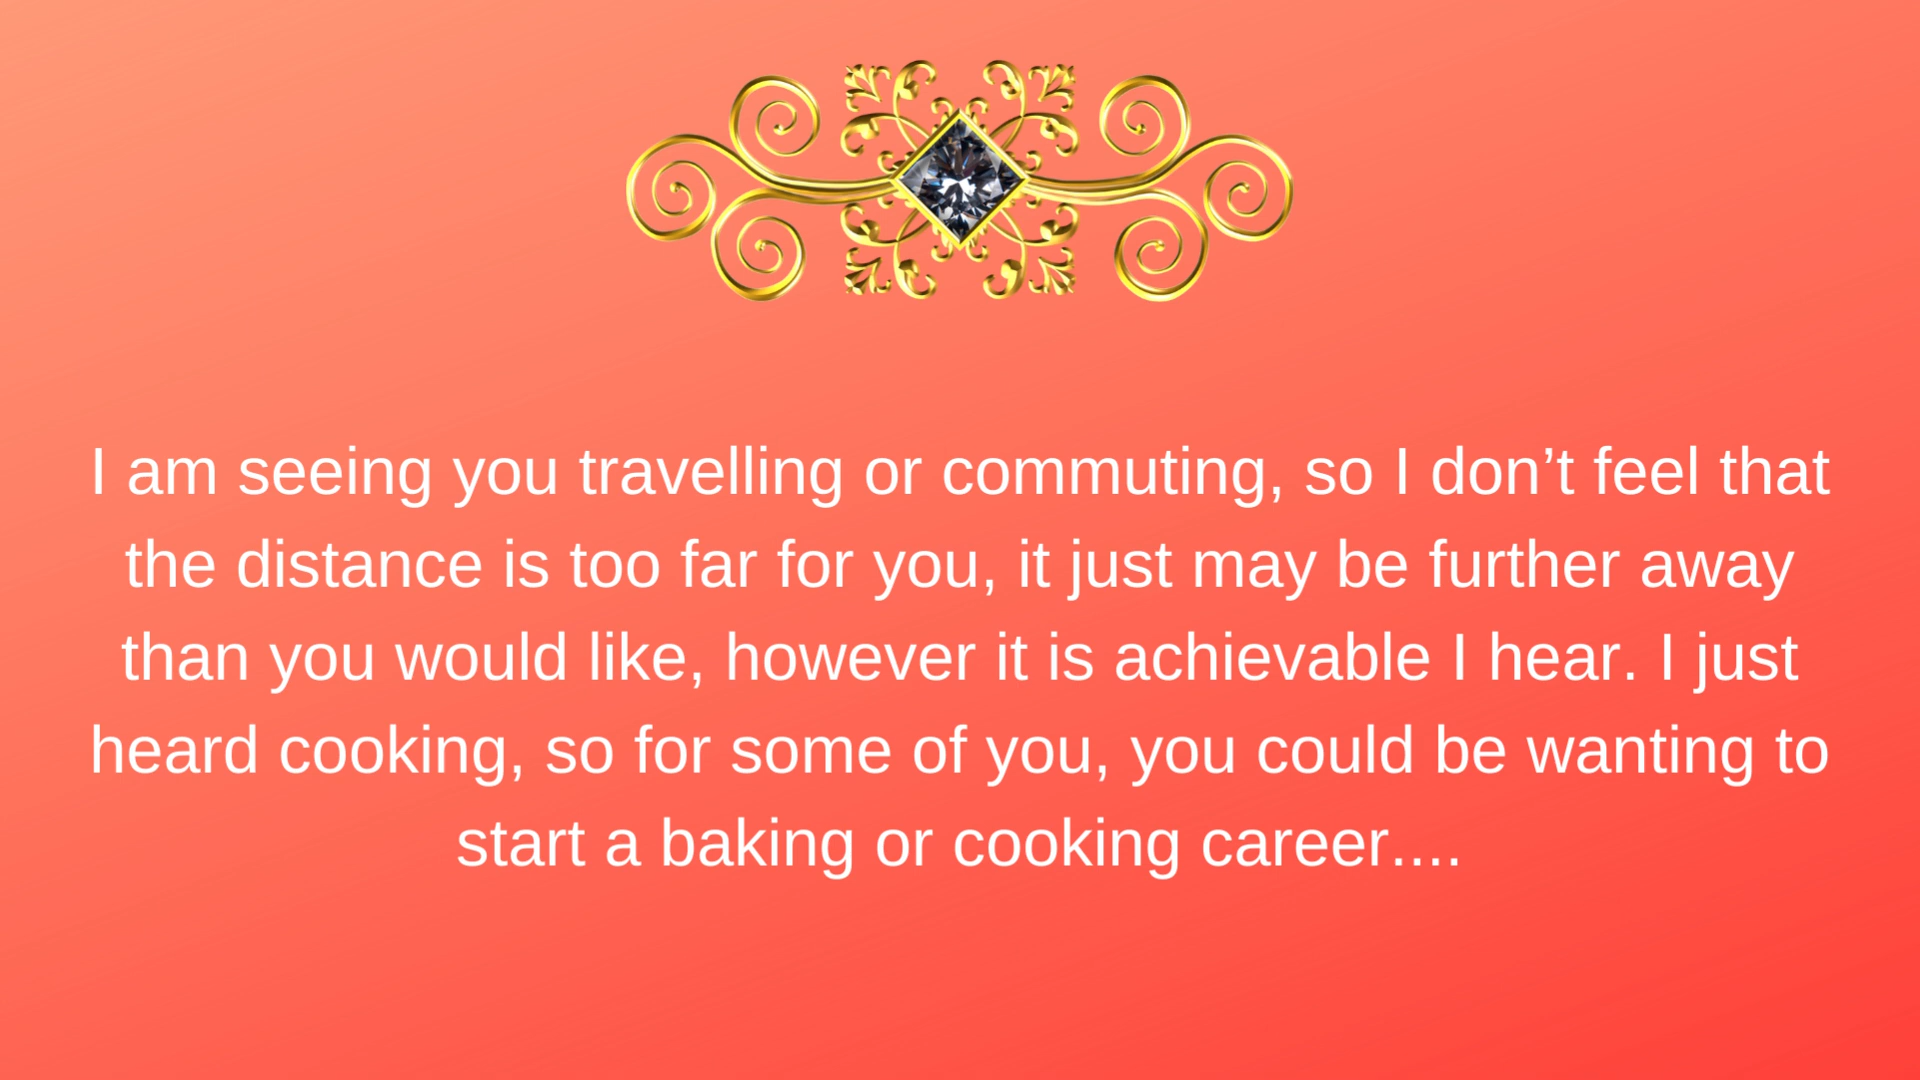 I am seeing you travelling or commuting, so I don’t feel that
the distance is too far for you, it just may be further away
than you would like, however it is achievable I hear. I just
heard cooking, so for some of you, you could be wanting to
start a baking or cooking career....